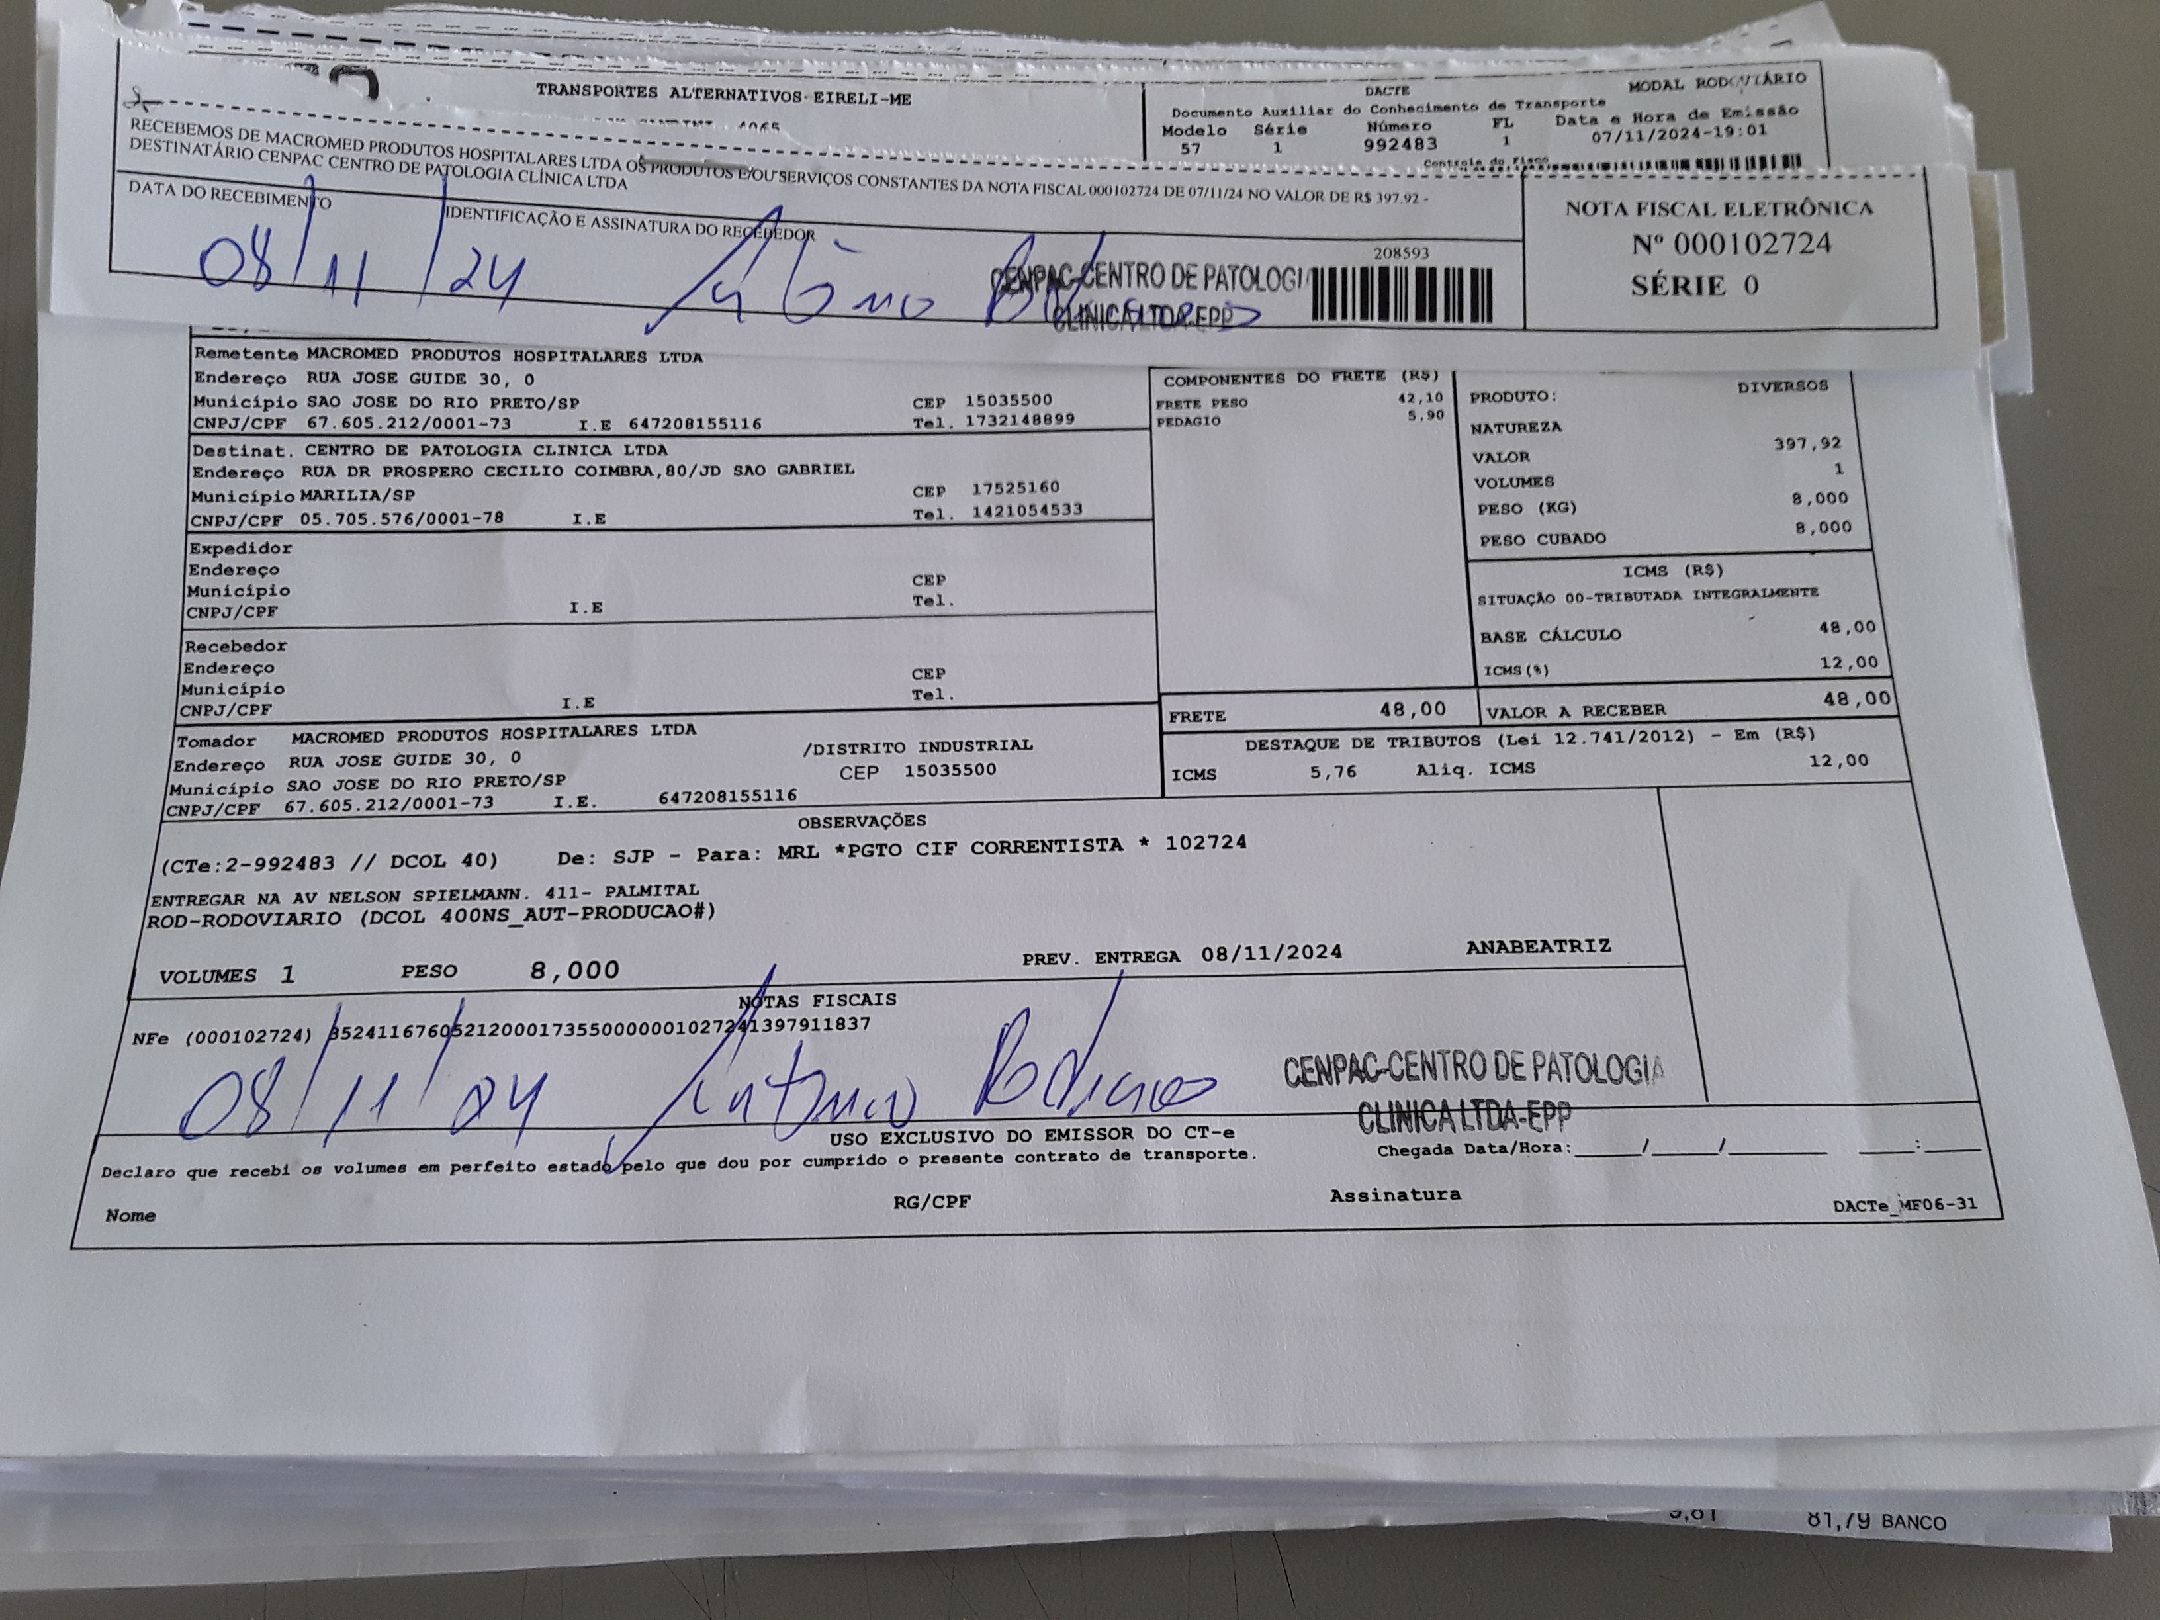 TRANSPORTES ALTERNATIVOS-EIRELI-ME
DACTE
MODAL RODOVIÁRIO
Documento Auxiliar do Conhecimento de Transporte
Modelo Série Número FL Data e Hora de Emissão
57 1 992483 1 07/11/2024-19:01
Controle do Fisco
RECEBEMOS DE MACROMED PRODUTOS HOSPITALARES LTDA OS PRODUTOS E/OU SERVIÇOS CONSTANTES DA NOTA FISCAL 000102724 DE 07/11/24 NO VALOR DE R$ 397.92 -
DESTINATÁRIO CENPAC CENTRO DE PATOLOGIA CLÍNICA LTDA
DATA DO RECEBIMENTO
IDENTIFICAÇÃO E ASSINATURA DO RECEBEDOR
08/11/24
CENPAC-CENTRO DE PATOLOGI
CLINICA LTDA-EPP
208593
NOTA FISCAL ELETRÔNICA
Nº 000102724
SÉRIE 0
Remetente MACROMED PRODUTOS HOSPITALARES LTDA
Endereço RUA JOSE GUIDE 30, 0
Município SAO JOSE DO RIO PRETO/SP CEP 15035500
CNPJ/CPF 67.605.212/0001-73 I.E 647208155116 Tel. 1732148899
Destinat. CENTRO DE PATOLOGIA CLINICA LTDA
Endereço RUA DR PROSPERO CECILIO COIMBRA,80/JD SAO GABRIEL
Município MARILIA/SP CEP 17525160
CNPJ/CPF 05.705.576/0001-78 I.E Tel. 1421054533
Expedidor
Endereço
Município CEP
CNPJ/CPF I.E Tel.
Recebedor
Endereço
Município CEP
CNPJ/CPF I.E Tel.
Tomador MACROMED PRODUTOS HOSPITALARES LTDA
Endereço RUA JOSE GUIDE 30, 0 /DISTRITO INDUSTRIAL
Município SAO JOSE DO RIO PRETO/SP CEP 15035500
CNPJ/CPF 67.605.212/0001-73 I.E. 647208155116
COMPONENTES DO FRETE (R$)
FRETE PESO 42,10
PEDAGIO 5,90
PRODUTO: DIVERSOS
NATUREZA
VALOR 397,92
VOLUMES 1
PESO (KG) 8,000
PESO CUBADO 8,000
ICMS (R$)
SITUAÇÃO 00-TRIBUTADA INTEGRALMENTE
BASE CÁLCULO 48,00
ICMS(%) 12,00
FRETE 48,00 VALOR A RECEBER 48,00
DESTAQUE DE TRIBUTOS (Lei 12.741/2012) - Em (R$)
ICMS 5,76 Aliq. ICMS 12,00
OBSERVAÇÕES
(CTe:2-992483 // DCOL 40) De: SJP - Para: MRL *PGTO CIF CORRENTISTA * 102724
ENTREGAR NA AV NELSON SPIELMANN. 411- PALMITAL
ROD-RODOVIARIO (DCOL 400NS_AUT-PRODUCAO#)
VOLUMES 1 PESO 8,000 PREV. ENTREGA 08/11/2024 ANABEATRIZ
NOTAS FISCAIS
NFe (000102724) 35241167605212000173550000001027241397911837
08/11/24
CENPAC-CENTRO DE PATOLOGIA
CLINICA LTDA-EPP
USO EXCLUSIVO DO EMISSOR DO CT-e
Declaro que recebi os volumes em perfeito estado pelo que dou por cumprido o presente contrato de transporte.
Chegada Data/Hora:_____/_____/_______ ____:____
Nome RG/CPF Assinatura DACTe_MF06-31
81,79 BANCO